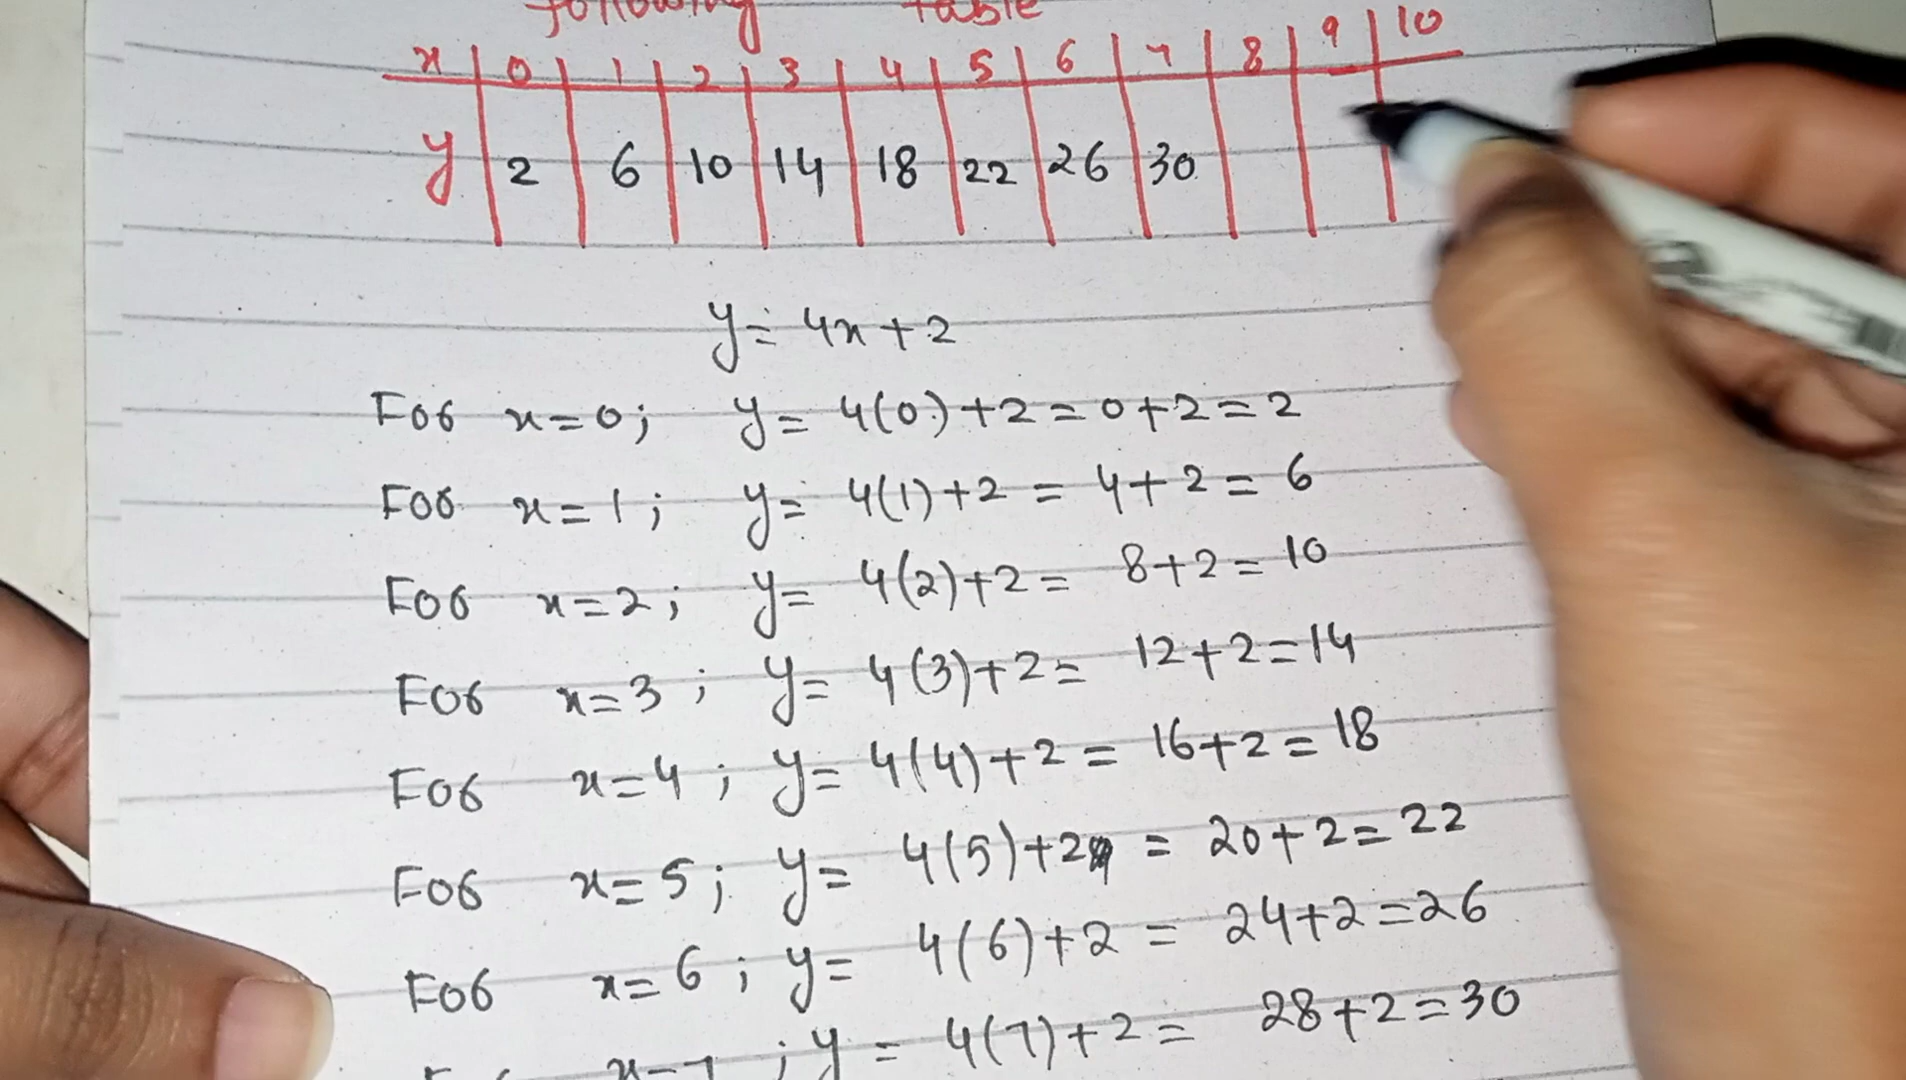 following table
x 0 1 2 3 4 5 6 7 8 9 10
y 2 6 10 14 18 22 26 30
y = 4x + 2
For x=0; y= 4(0)+2 = 0+2 = 2
For x=1; y= 4(1)+2 = 4+2 = 6
For x=2; y= 4(2)+2 = 8+2 = 10
For x=3; y= 4(3)+2 = 12+2=14
For x=4; y= 4(4)+2 = 16+2 = 18
For x=5; y= 4(5)+2 = 20+2= 22
For x=6; y= 4(6)+2 = 24+2=26
x=7; y = 4(7)+2 = 28+2=30